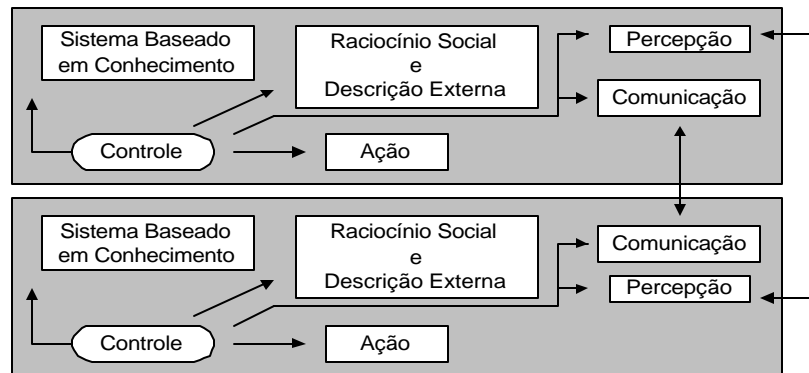 Sistema Baseado
em Conhecimento
Raciocínio Social
e
Descrição Externa
Percepção
Comunicação
Controle
Ação
Sistema Baseado
em Conhecimento
Raciocínio Social
e
Descrição Externa
Comunicação
Percepção
Controle
Ação